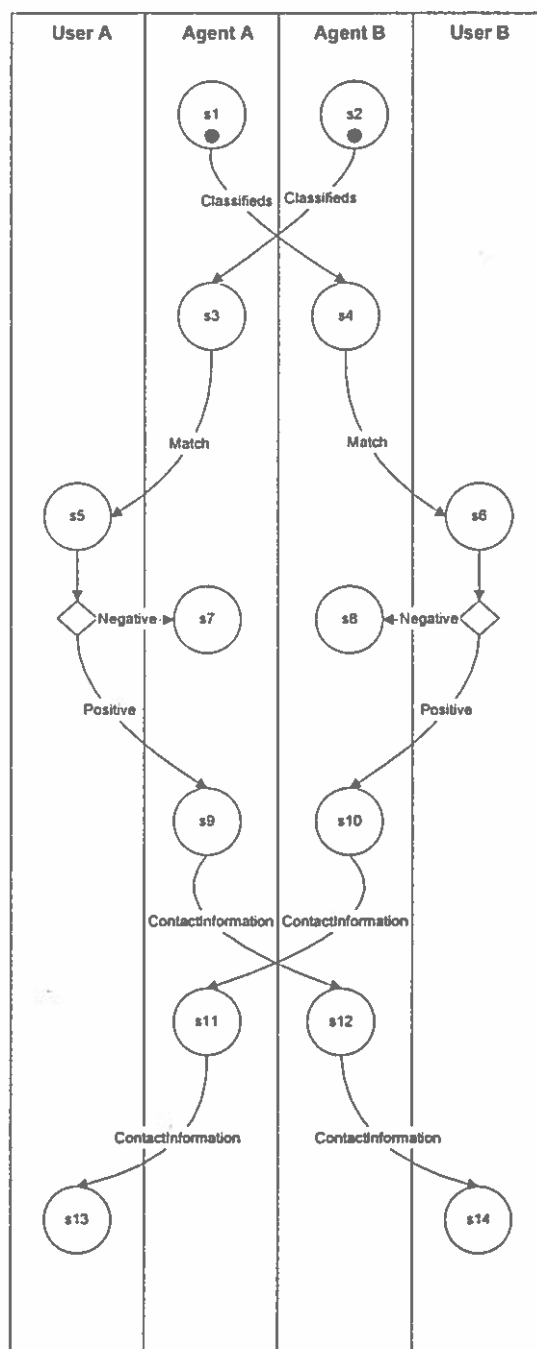 User A Agent A Agent B User B
s1 s2
Classifieds Classifieds
s3 s4
Match Match
s5 s6
Negative s7 s8 Negative
Positive Positive
s9 s10
ContactInformation ContactInformation
s11 s12
ContactInformation ContactInformation
s13 s14